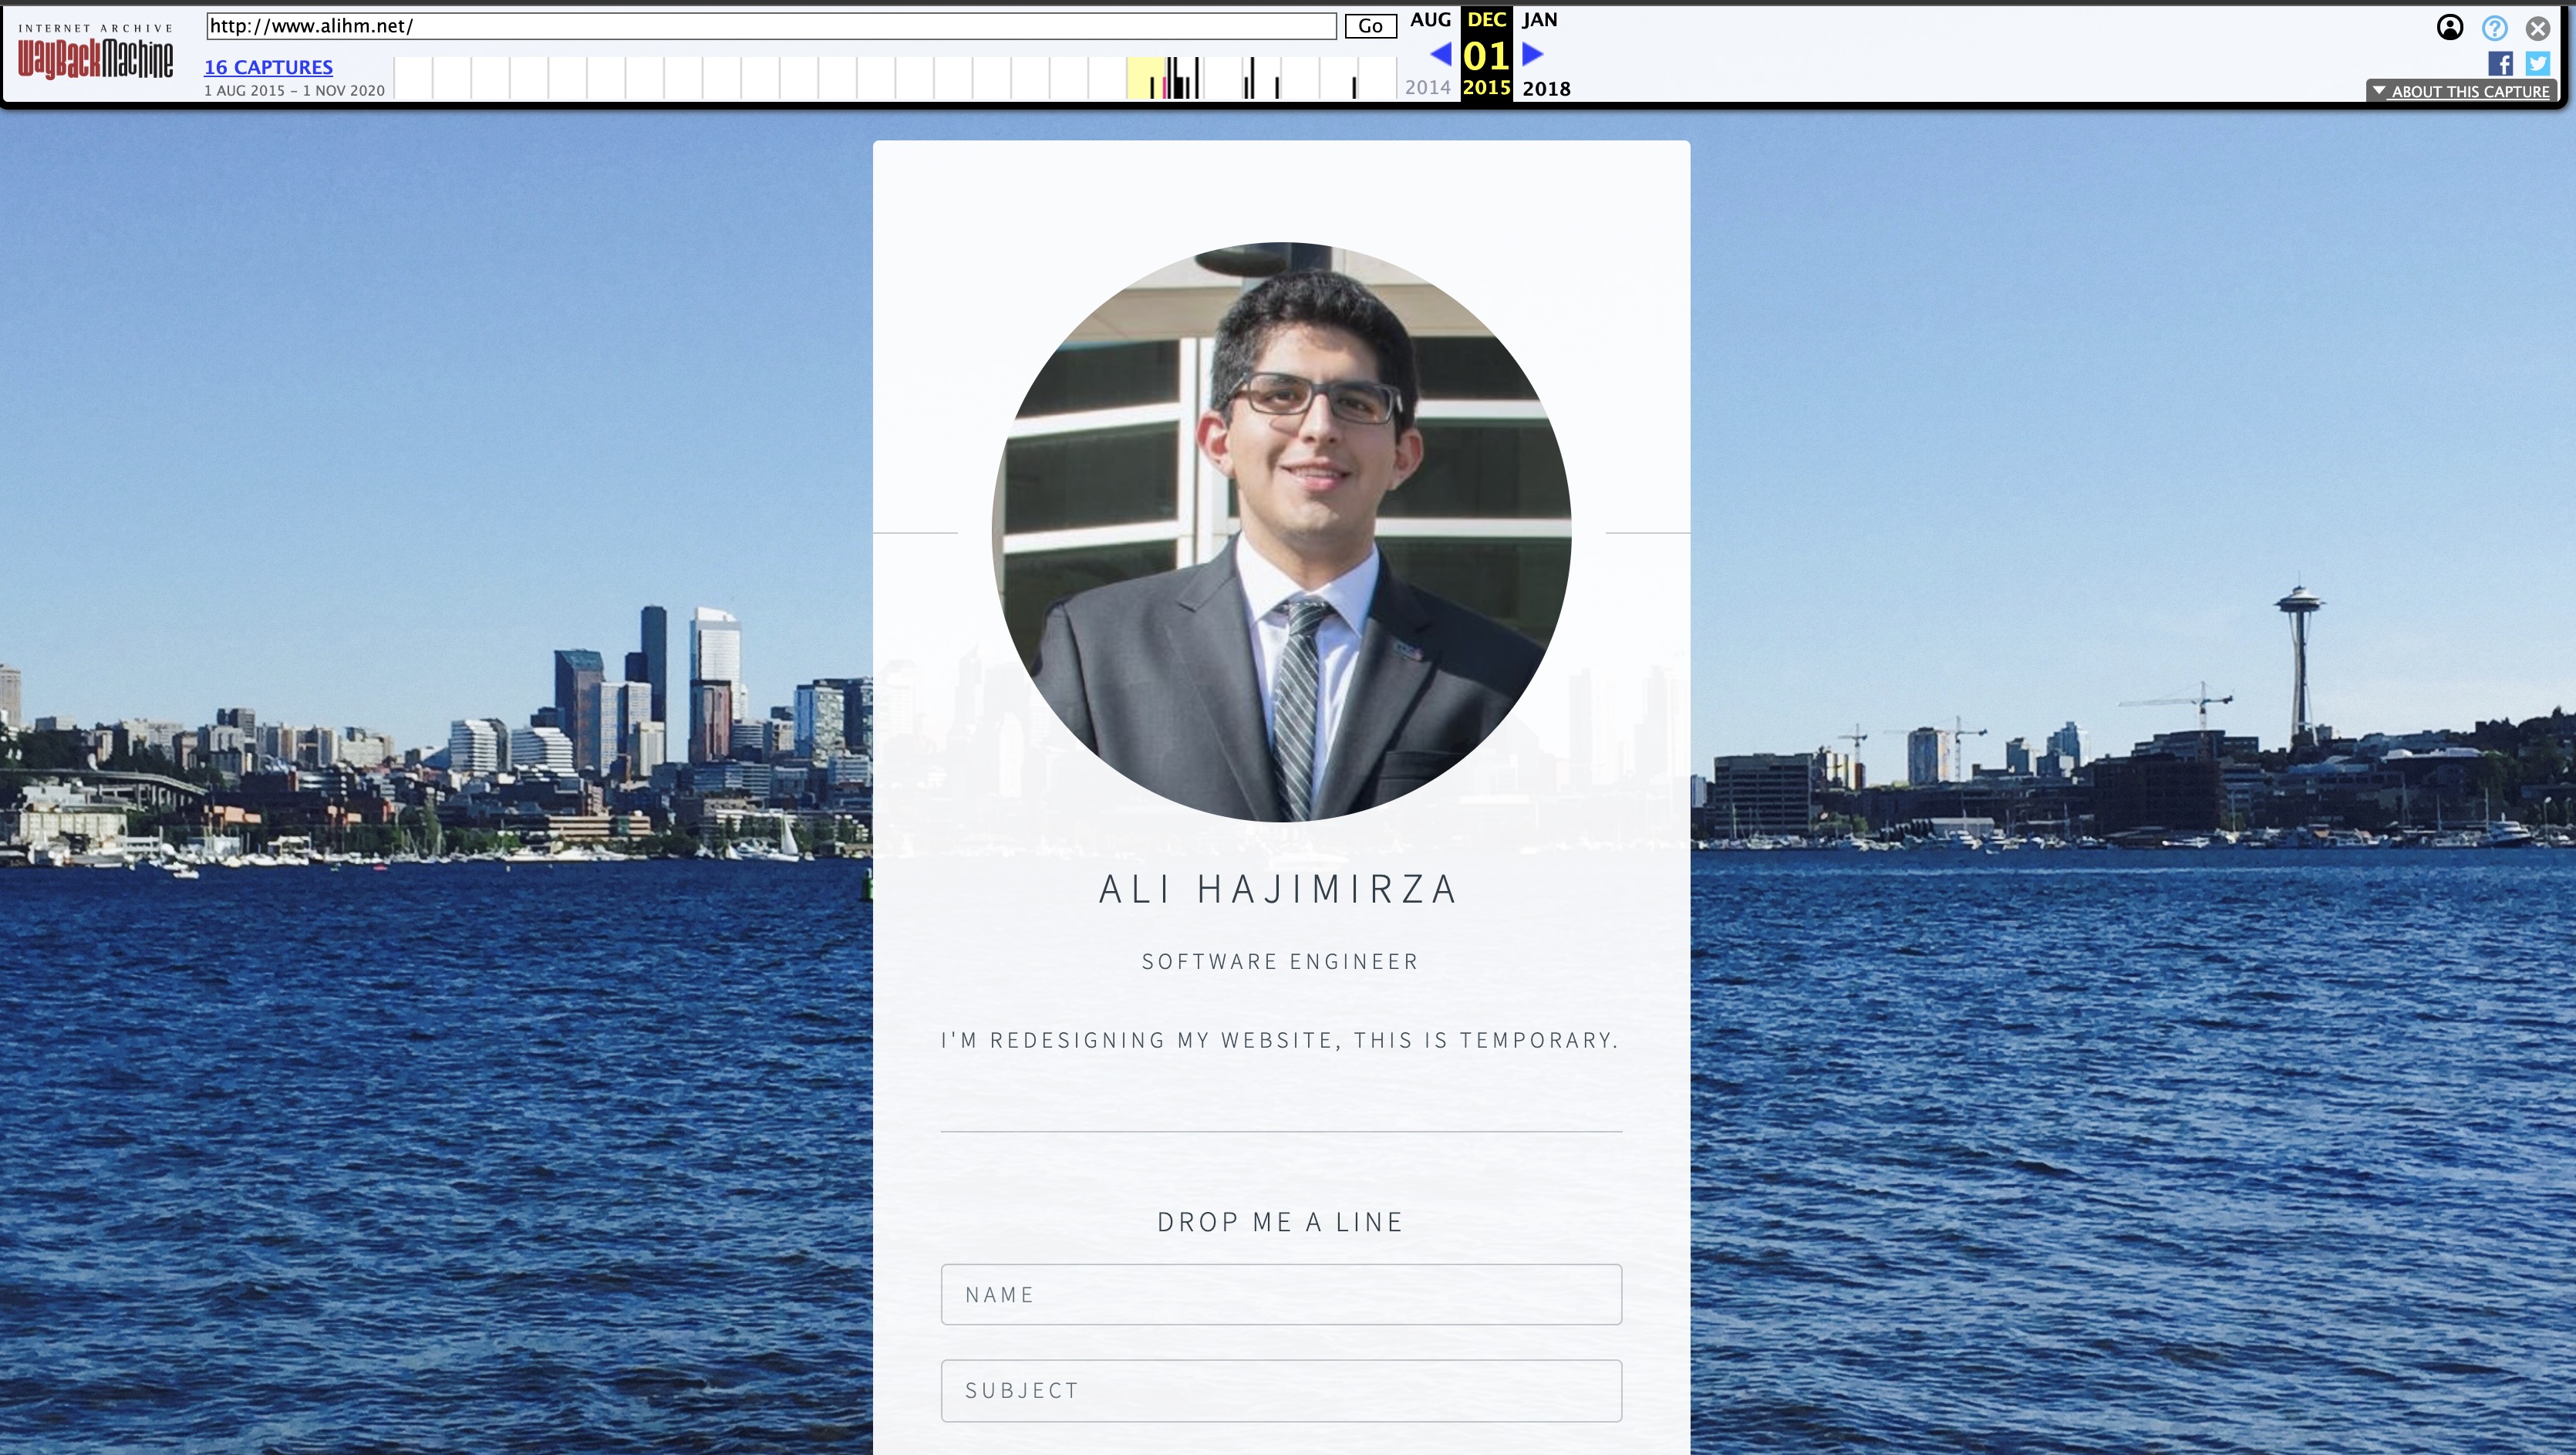 INTERNET ARCHIVE
WayBackMachine
http://www.alihm.net/
Go
16 CAPTURES
1 AUG 2015 – 1 NOV 2020
AUG DEC JAN
01
2014 2015 2018
?
f
ABOUT THIS CAPTURE
ALI HAJIMIRZA
SOFTWARE ENGINEER
I'M REDESIGNING MY WEBSITE, THIS IS TEMPORARY.
DROP ME A LINE
NAME
SUBJECT